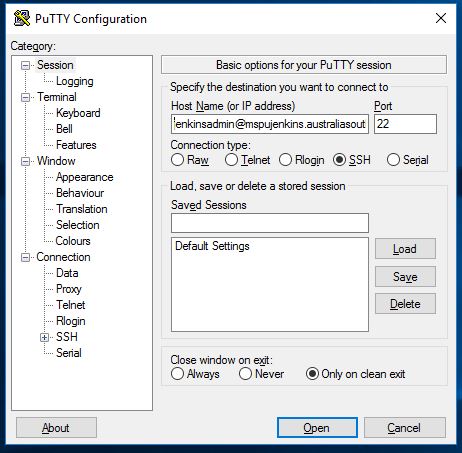 PuTTY Configuration
Category:
Session
Logging
Terminal
Keyboard
Bell
Features
Window
Appearance
Behaviour
Translation
Selection
Colours
Connection
Data
Proxy
Telnet
Rlogin
SSH
Serial
Basic options for your PuTTY session
Specify the destination you want to connect to
Host Name (or IP address) Port
jenkinsadmin@mspujenkins.australiasout 22
Connection type:
Raw Telnet Rlogin SSH Serial
Load, save or delete a stored session
Saved Sessions
Default Settings
Load
Save
Delete
Close window on exit:
Always Never Only on clean exit
About Open Cancel